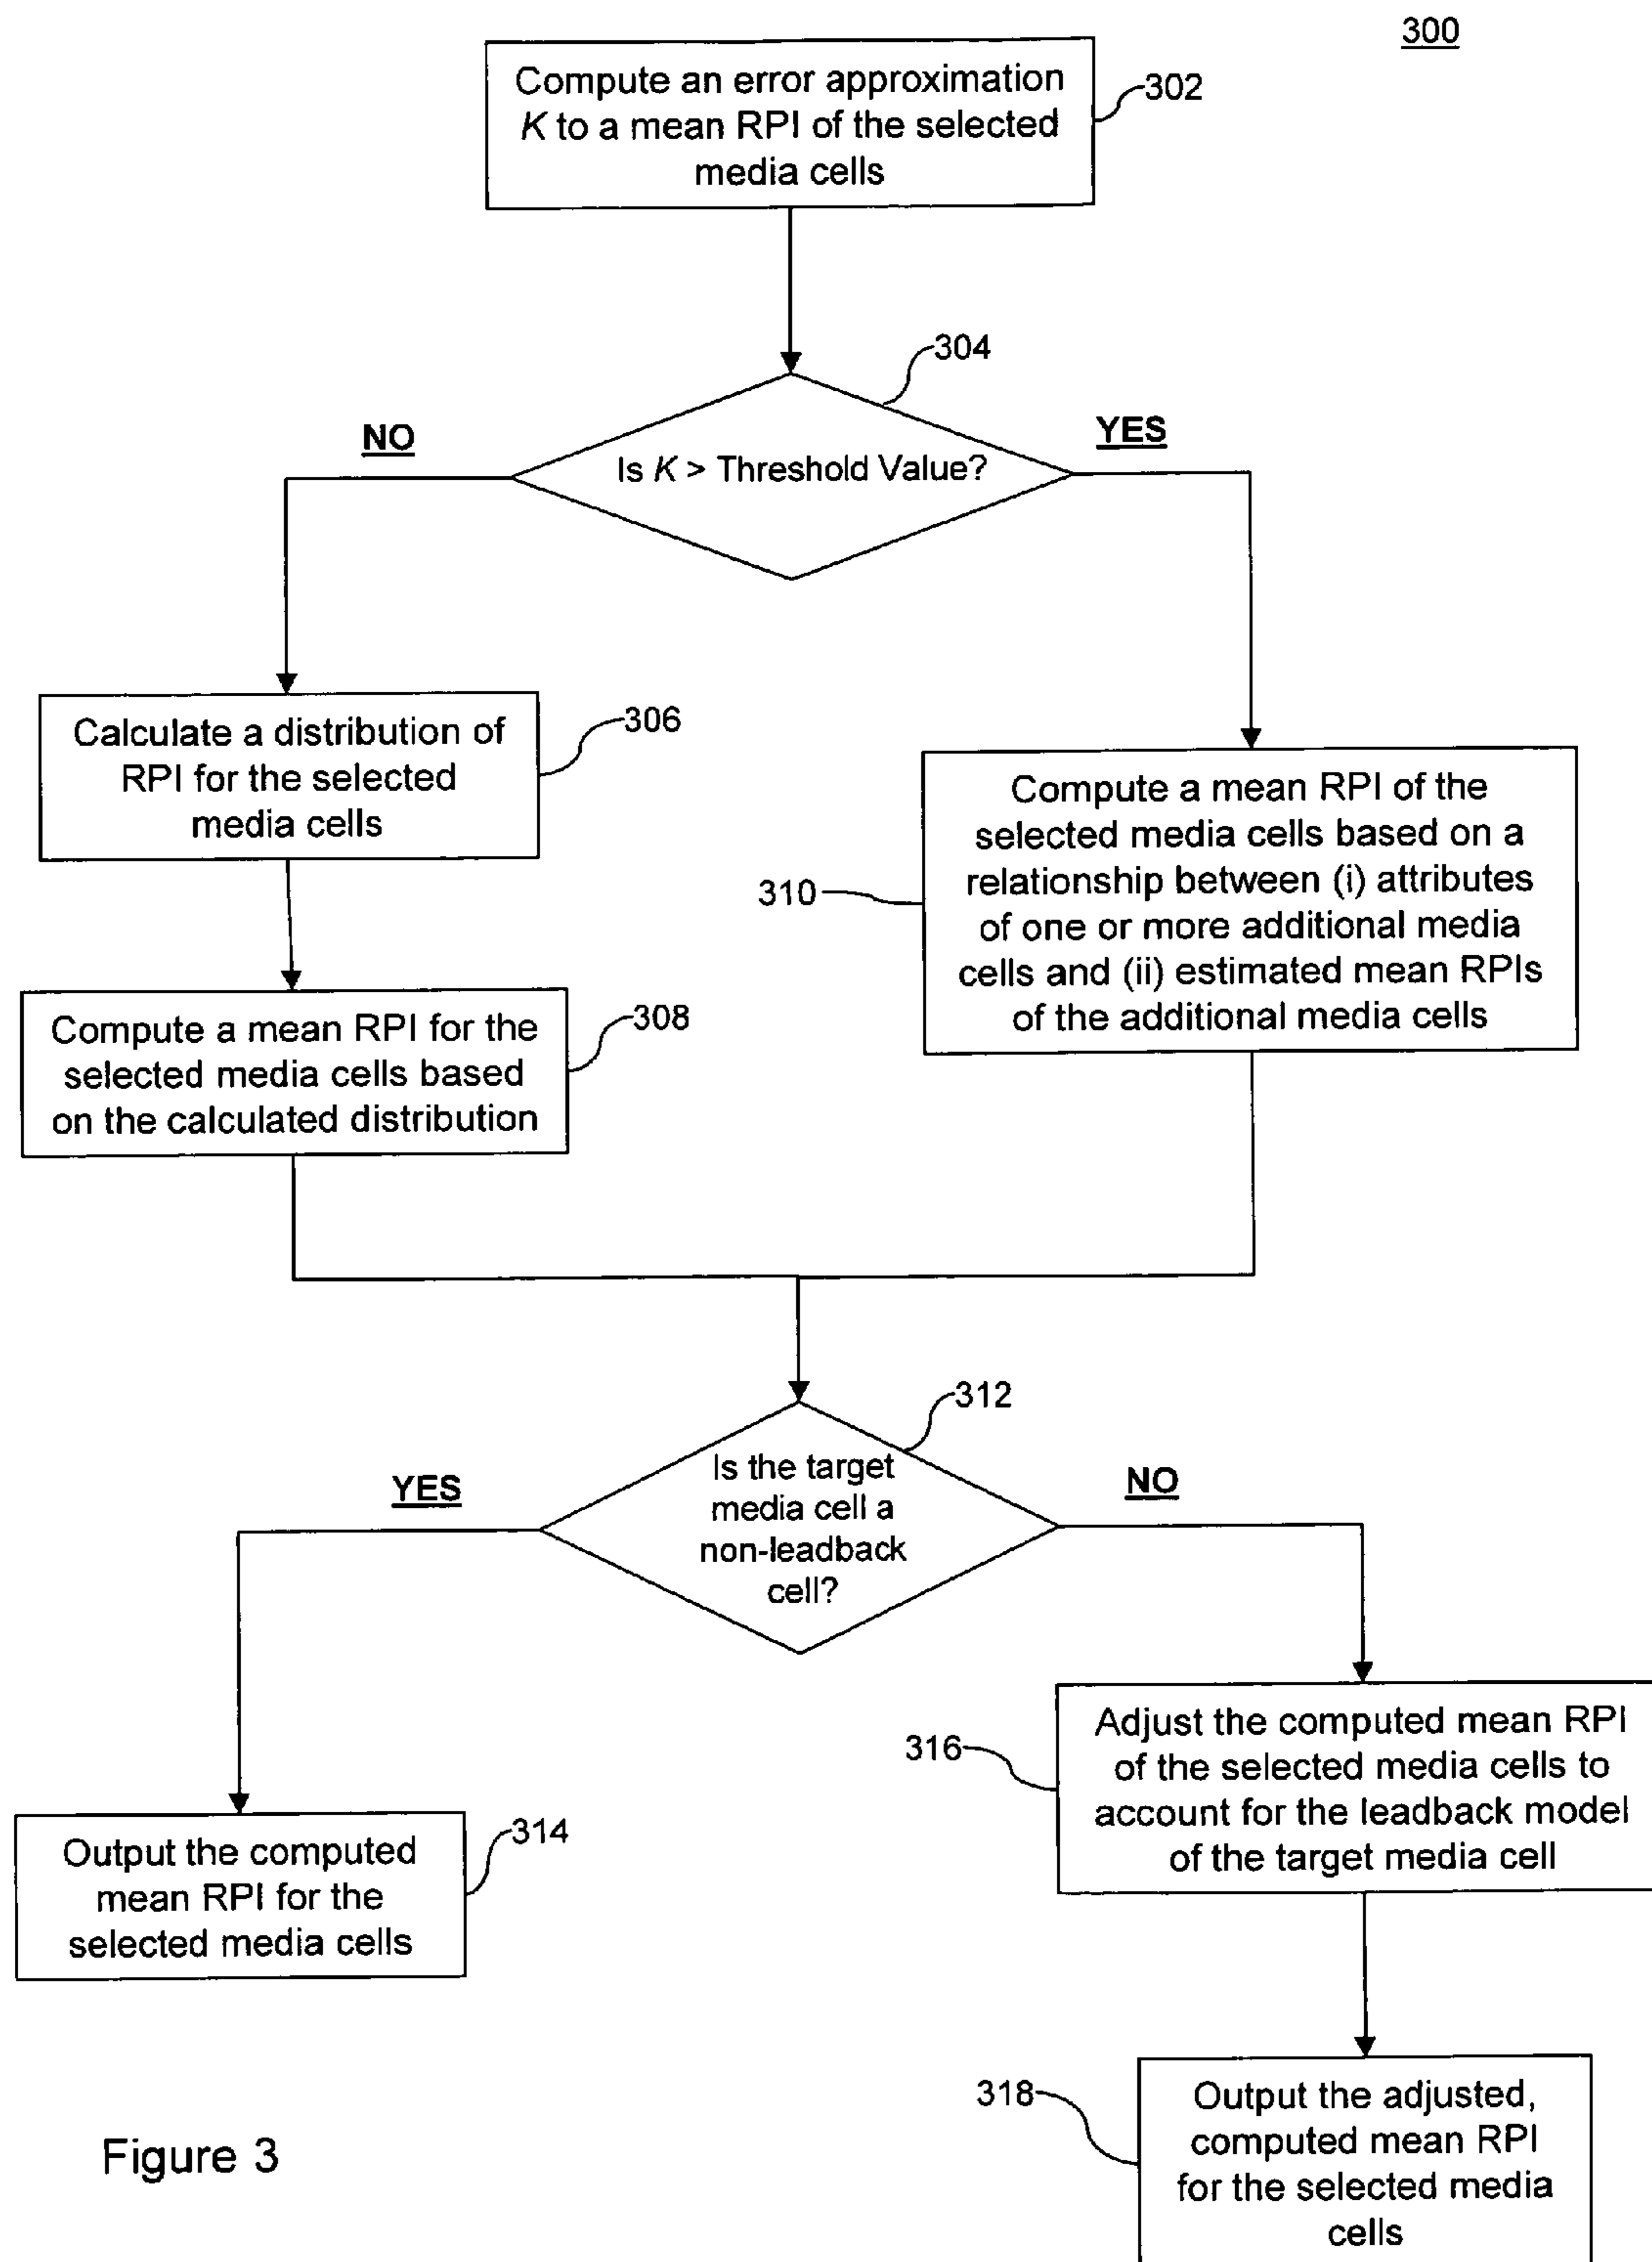 300
Compute an error approximation
K to a mean RPI of the selected
media cells
302
304
NO
YES
Is K > Threshold Value?
Calculate a distribution of
RPI for the selected
media cells
306
Compute a mean RPI of the
selected media cells based on a
relationship between (i) attributes
of one or more additional media
cells and (ii) estimated mean RPIs
of the additional media cells
310
Compute a mean RPI for the
selected media cells based
on the calculated distribution
308
312
Is the target
media cell a
non-leadback
cell?
YES
NO
Adjust the computed mean RPI
of the selected media cells to
account for the leadback model
of the target media cell
316
Output the computed
mean RPI for the
selected media cells
314
318
Output the adjusted,
computed mean RPI
for the selected media
cells
Figure 3